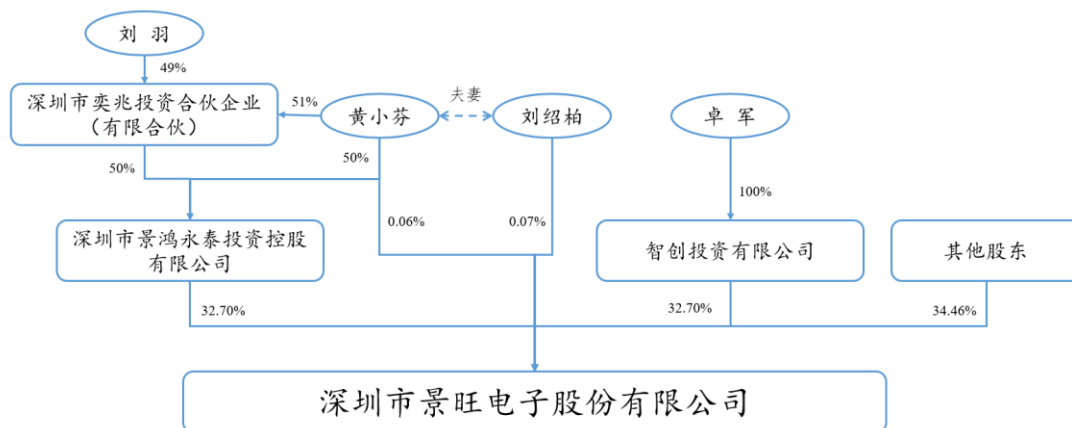 刘 羽
49%
深圳市奕兆投资合伙企业
（有限合伙）
51%
黄小芬
夫妻
刘绍柏
卓 军
50%
50%
100%
0.06%
0.07%
深圳市景鸿永泰投资控股
有限公司
智创投资有限公司
其他股东
32.70%
32.70%
34.46%
深圳市景旺电子股份有限公司